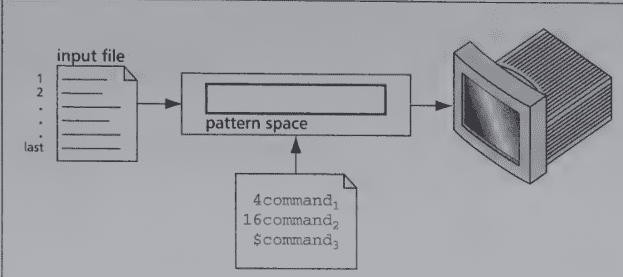 input file
1
2
.
.
.
last
pattern space
4command₁
16command₂
$command₃